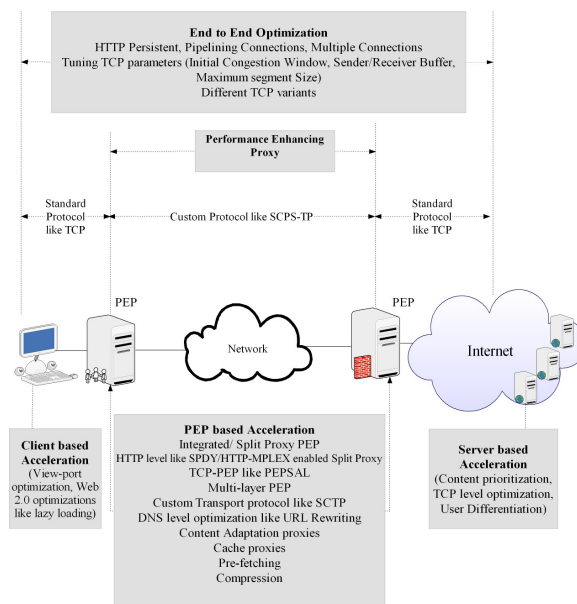 End to End Optimization
HTTP Persistent, Pipelining Connections, Multiple Connections
Tuning TCP parameters (Initial Congestion Window, Sender/Receiver Buffer,
Maximum segment Size)
Different TCP variants
Performance Enhancing
Proxy
Standard
Protocol
like TCP
Custom Protocol like SCPS-TP
Standard
Protocol
like TCP
PEP
PEP
Network
Internet
Client based
Acceleration
(View-port
optimization, Web
2.0 optimizations
like lazy loading)
PEP based Acceleration
Integrated/ Split Proxy PEP
HTTP level like SPDY/HTTP-MPLEX enabled Split Proxy
TCP-PEP like PEPSAL
Multi-layer PEP
Custom Transport protocol like SCTP
DNS level optimization like URL Rewriting
Content Adaptation proxies
Cache proxies
Pre-fetching
Compression
Server based
Acceleration
(Content prioritization,
TCP level optimization,
User Differentiation)